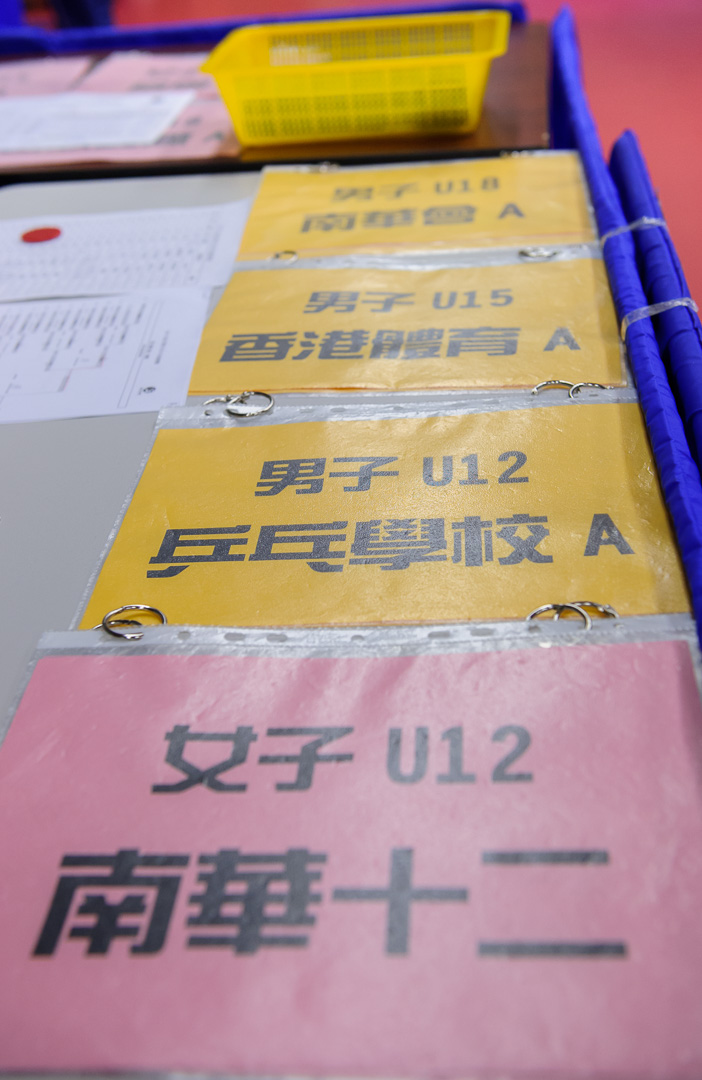 男子 U18
南華會 A
男子 U15
香港體育 A
男子 U12
乒乓學校 A
女子 U12
南華十二